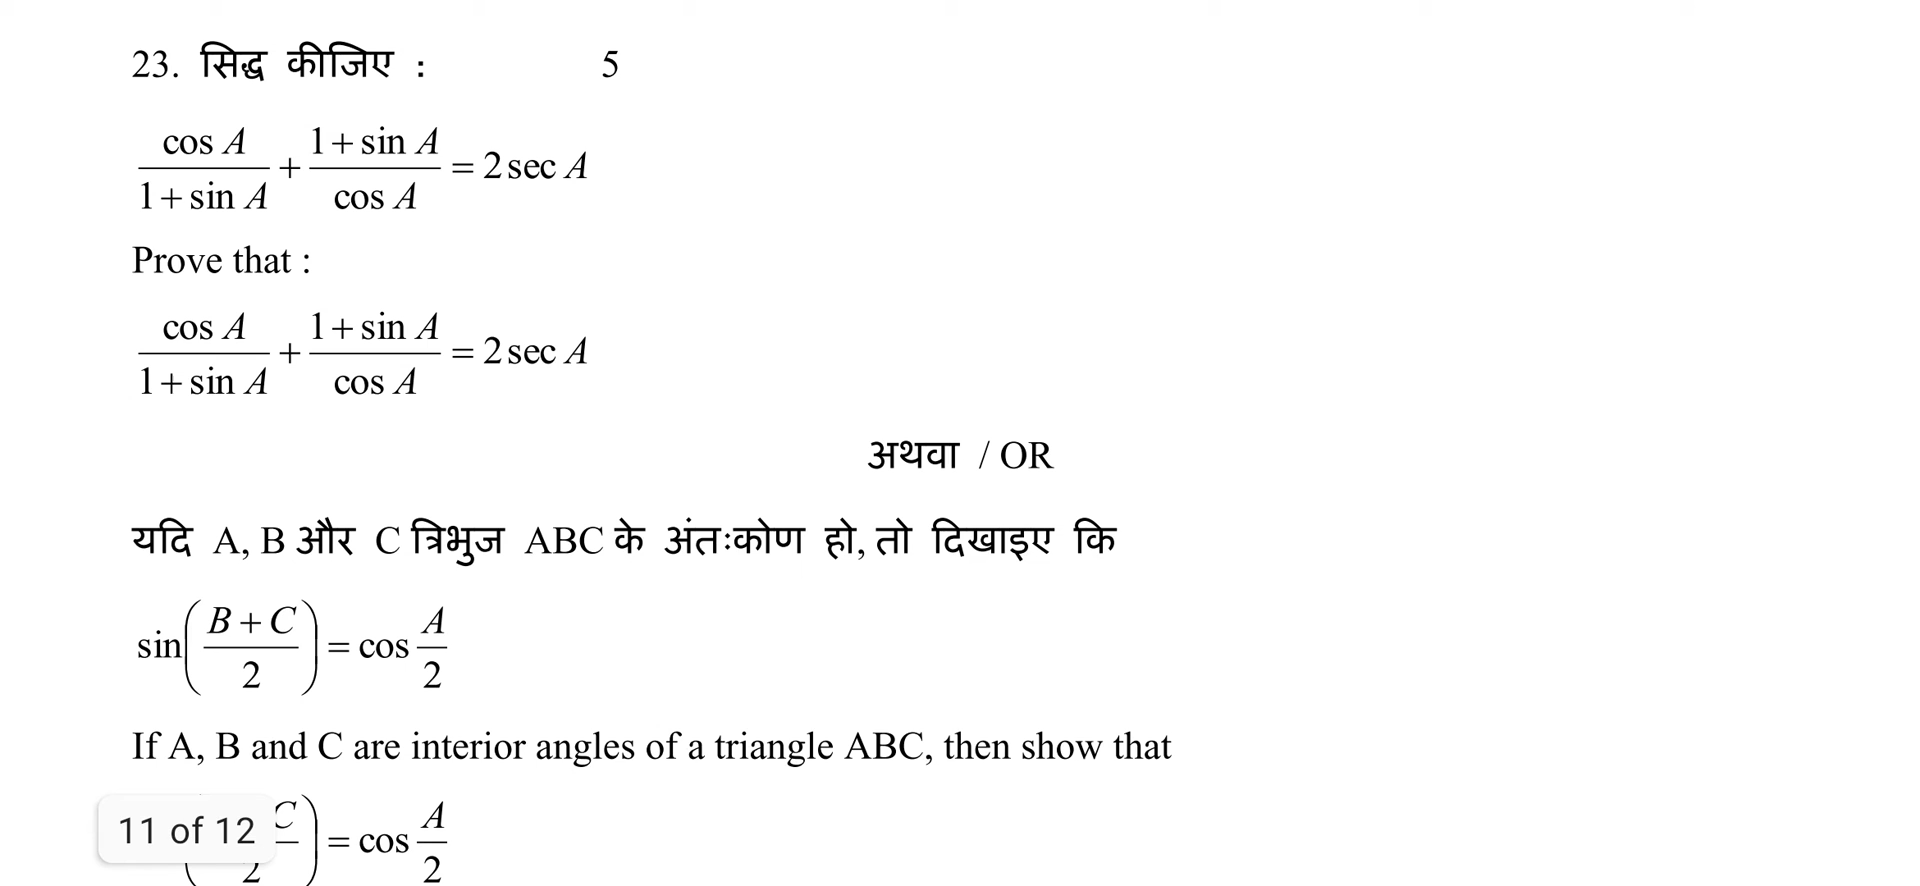 23. सिद्ध कीजिए : 5
cos A / 1 + sin A + 1 + sin A / cos A = 2 sec A
Prove that :
cos A / 1 + sin A + 1 + sin A / cos A = 2 sec A
अथवा / OR
यदि A, B और C त्रिभुज ABC के अंतःकोण हो, तो दिखाइए कि
sin( B + C / 2 ) = cos A / 2
If A, B and C are interior angles of a triangle ABC, then show that
C / 2 ) = cos A / 2
11 of 12